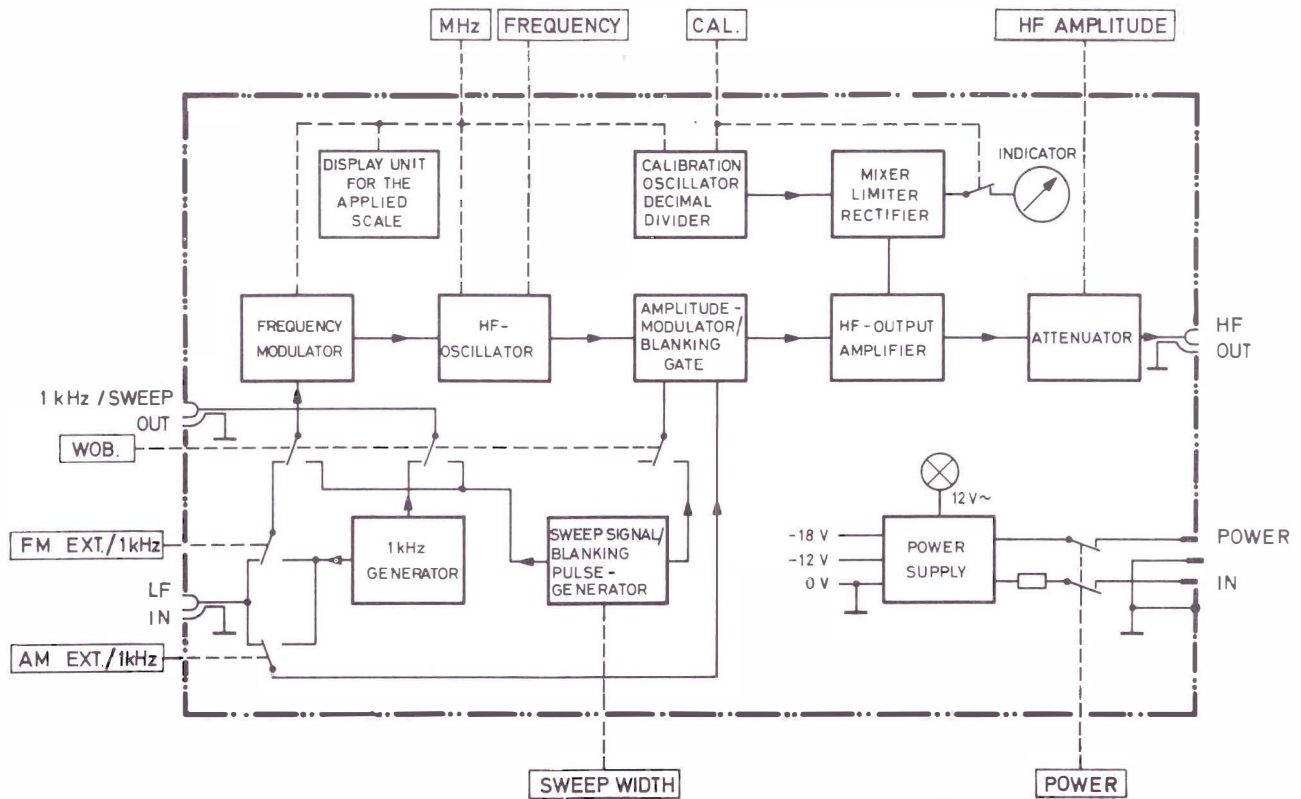 MHz
FREQUENCY
CAL.
HF AMPLITUDE
DISPLAY UNIT
FOR THE
APPLIED
SCALE
CALIBRATION
OSCILLATOR
DECIMAL
DIVIDER
MIXER
LIMITER
RECTIFIER
INDICATOR
FREQUENCY
MODULATOR
HF-
OSCILLATOR
AMPLITUDE-
MODULATOR/
BLANKING
GATE
HF-OUTPUT
AMPLIFIER
ATTENUATOR
HF
OUT
1 kHz / SWEEP
OUT
WOB.
FM EXT./1kHz
LF
IN
AM EXT./1kHz
1kHz
GENERATOR
SWEEP SIGNAL/
BLANKING
PULSE-
GENERATOR
12V~
-18 V
-12 V
0 V
POWER
SUPPLY
POWER
IN
SWEEP WIDTH
POWER